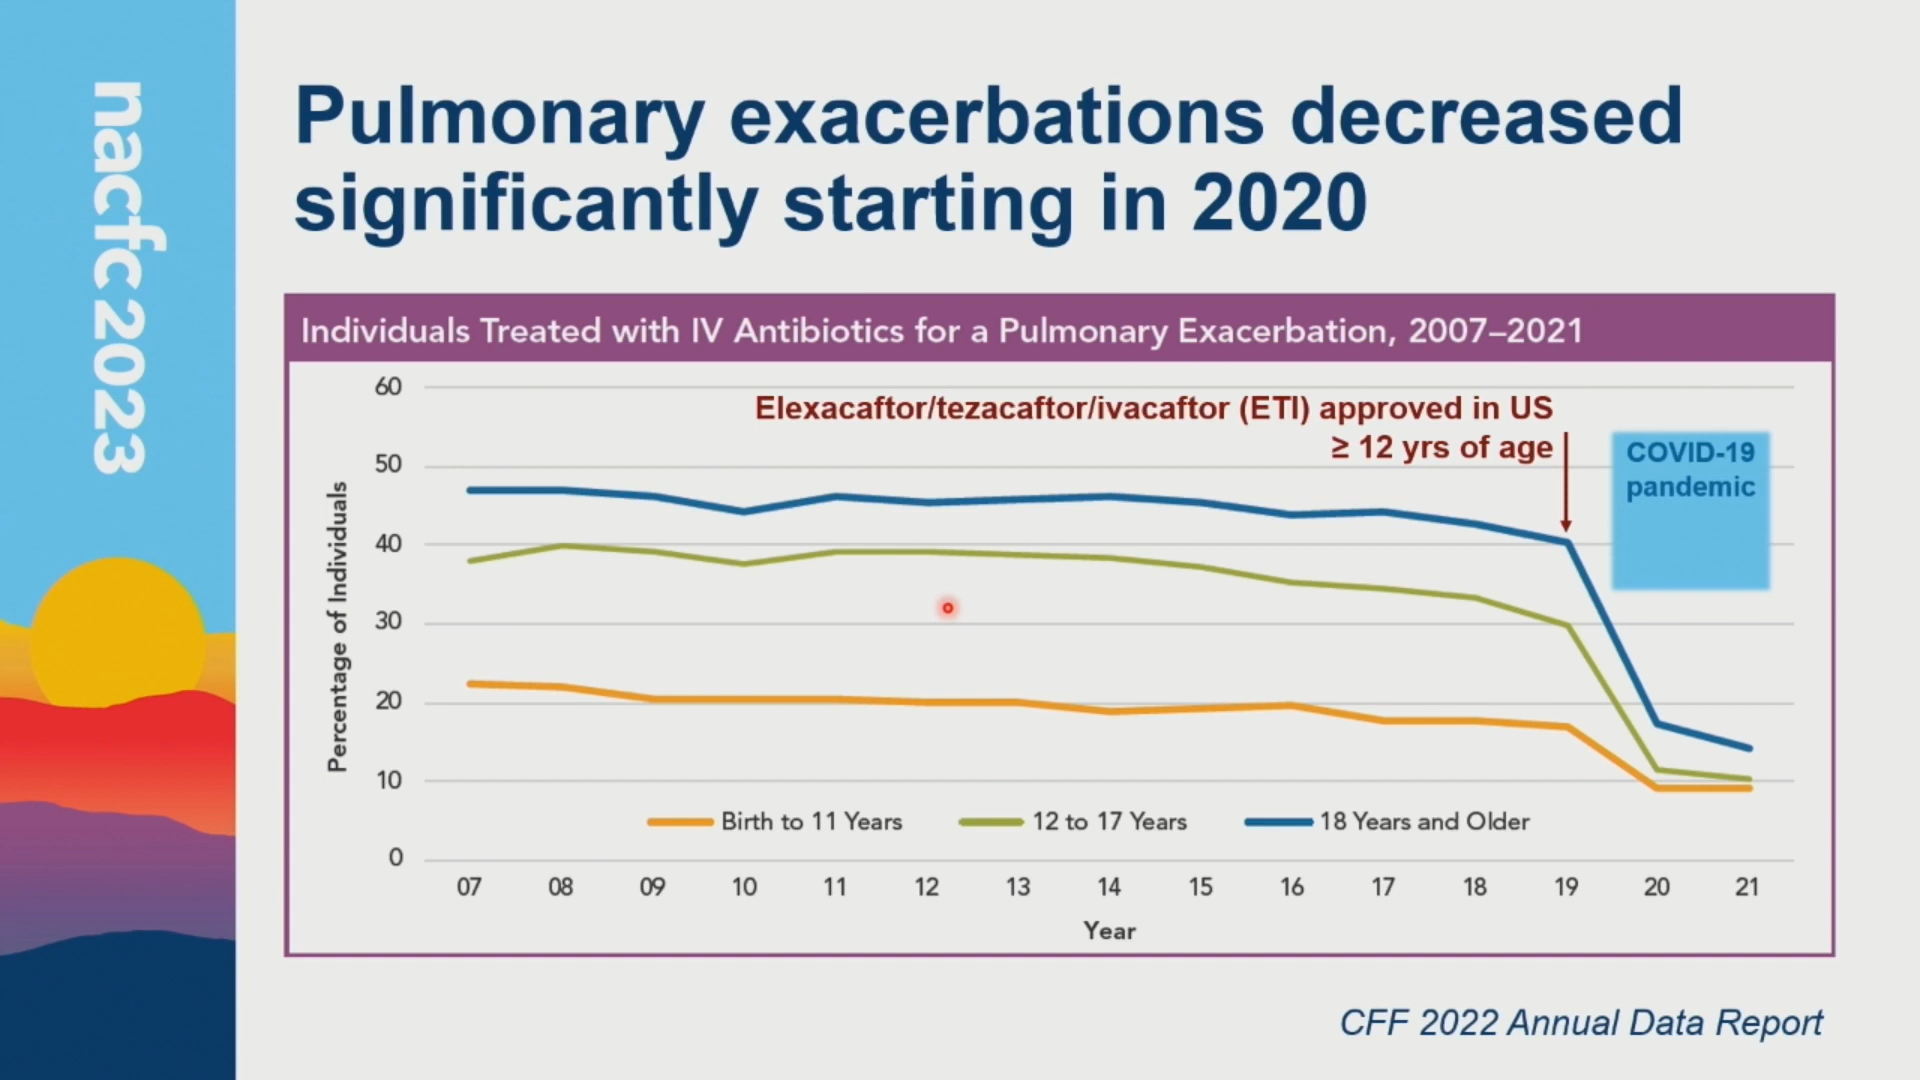 nacfc 2023
Pulmonary exacerbations decreased
significantly starting in 2020
Individuals Treated with IV Antibiotics for a Pulmonary Exacerbation, 2007–2021
Elexacaftor/tezacaftor/ivacaftor (ETI) approved in US
≥ 12 yrs of age
COVID-19
pandemic
Percentage of Individuals
60
50
40
30
20
10
0
Birth to 11 Years 12 to 17 Years 18 Years and Older
07 08 09 10 11 12 13 14 15 16 17 18 19 20 21
Year
CFF 2022 Annual Data Report